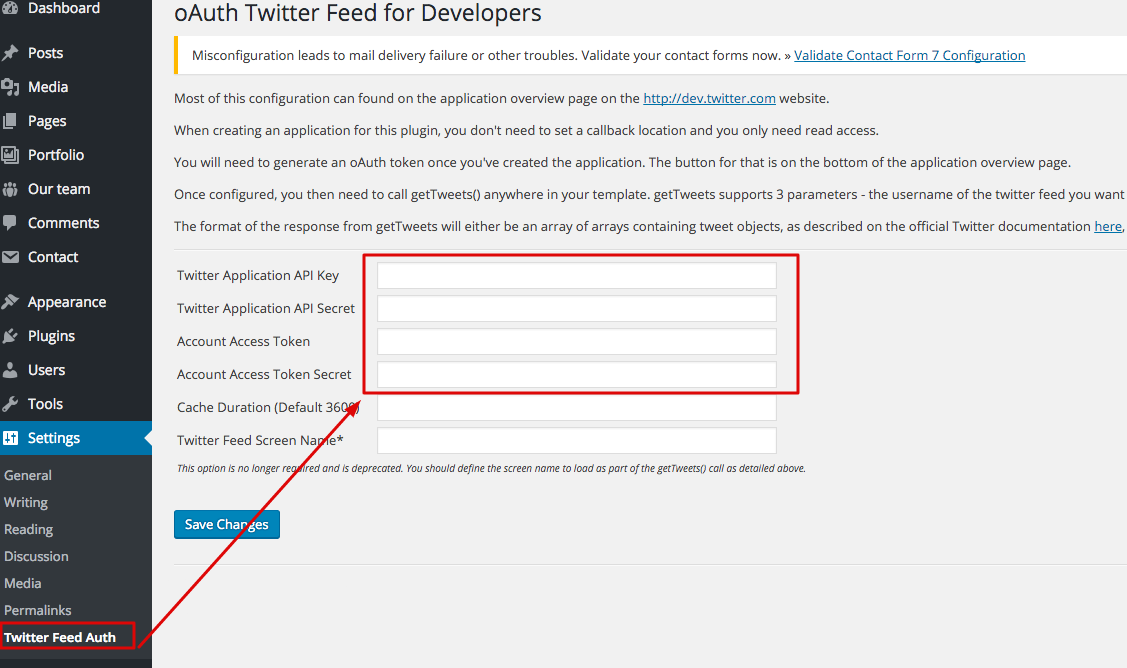 Dashboard
Posts
Media
Pages
Portfolio
Our team
Comments
Contact
Appearance
Plugins
Users
Tools
Settings
General
Writing
Reading
Discussion
Media
Permalinks
Twitter Feed Auth
oAuth Twitter Feed for Developers
Misconfiguration leads to mail delivery failure or other troubles. Validate your contact forms now. » Validate Contact Form 7 Configuration
Most of this configuration can found on the application overview page on the http://dev.twitter.com website.
When creating an application for this plugin, you don't need to set a callback location and you only need read access.
You will need to generate an oAuth token once you've created the application. The button for that is on the bottom of the application overview page.
Once configured, you then need to call getTweets() anywhere in your template. getTweets supports 3 parameters - the username of the twitter feed you want
The format of the response from getTweets will either be an array of arrays containing tweet objects, as described on the official Twitter documentation here,
Twitter Application API Key
Twitter Application API Secret
Account Access Token
Account Access Token Secret
Cache Duration (Default 3600)
Twitter Feed Screen Name*
This option is no longer required and is deprecated. You should define the screen name to load as part of the getTweets() call as detailed above.
Save Changes